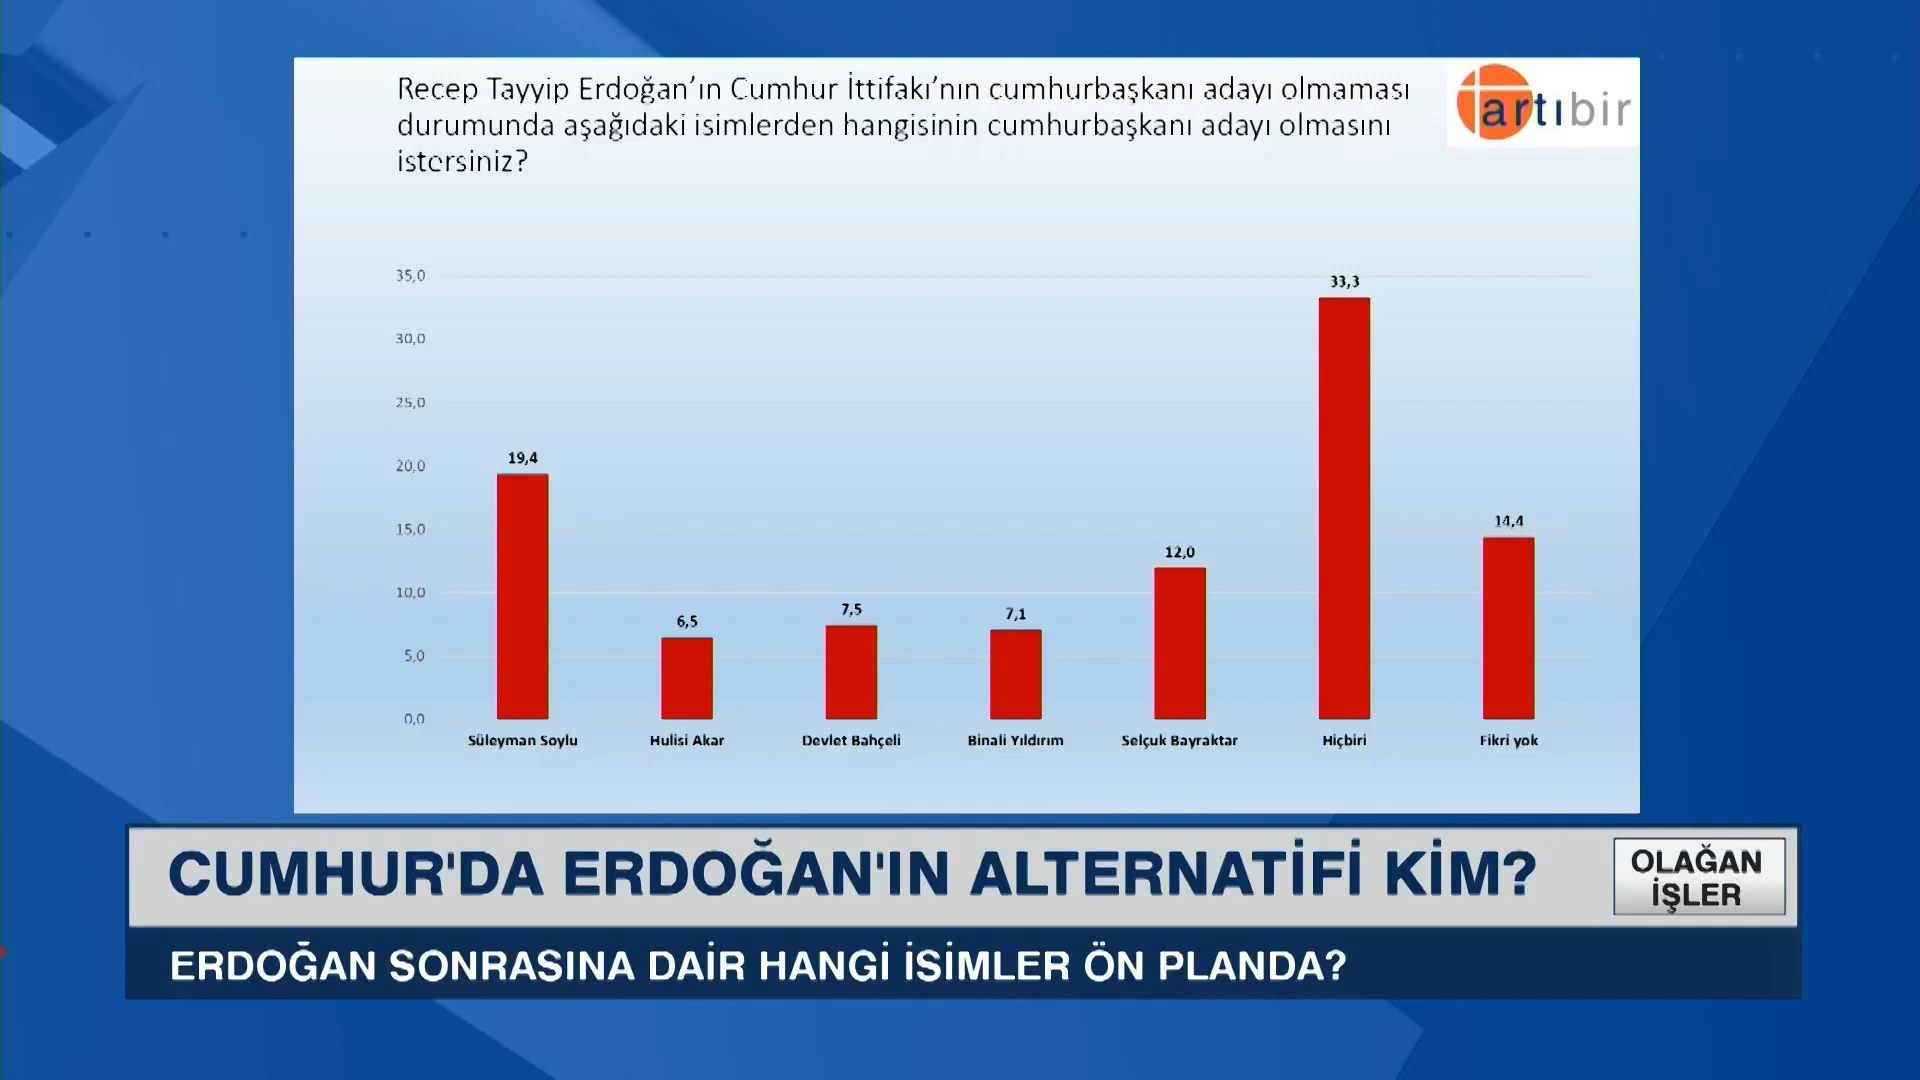 Recep Tayyip Erdoğan’ın Cumhur İttifakı’nın cumhurbaşkanı adayı olmaması
durumunda aşağıdaki isimlerden hangisinin cumhurbaşkanı adayı olmasını
istersiniz?
artıbir
35,0
30,0
25,0
20,0
15,0
10,0
5,0
0,0
19,4
6,5
7,5
7,1
12,0
33,3
14,4
Süleyman Soylu
Hulisi Akar
Devlet Bahçeli
Binali Yıldırım
Selçuk Bayraktar
Hiçbiri
Fikri yok
CUMHUR'DA ERDOĞAN'IN ALTERNATİFİ KİM?
OLAĞAN
İŞLER
ERDOĞAN SONRASINA DAİR HANGİ İSİMLER ÖN PLANDA?